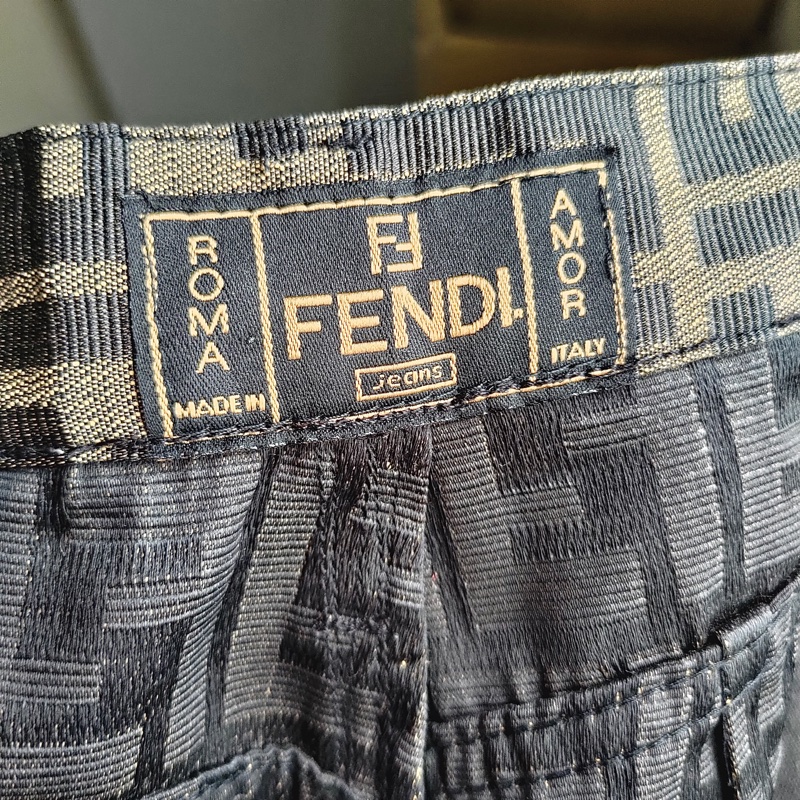 ROMA
FF
FENDI
jeans
AMOR
MADE IN
ITALY